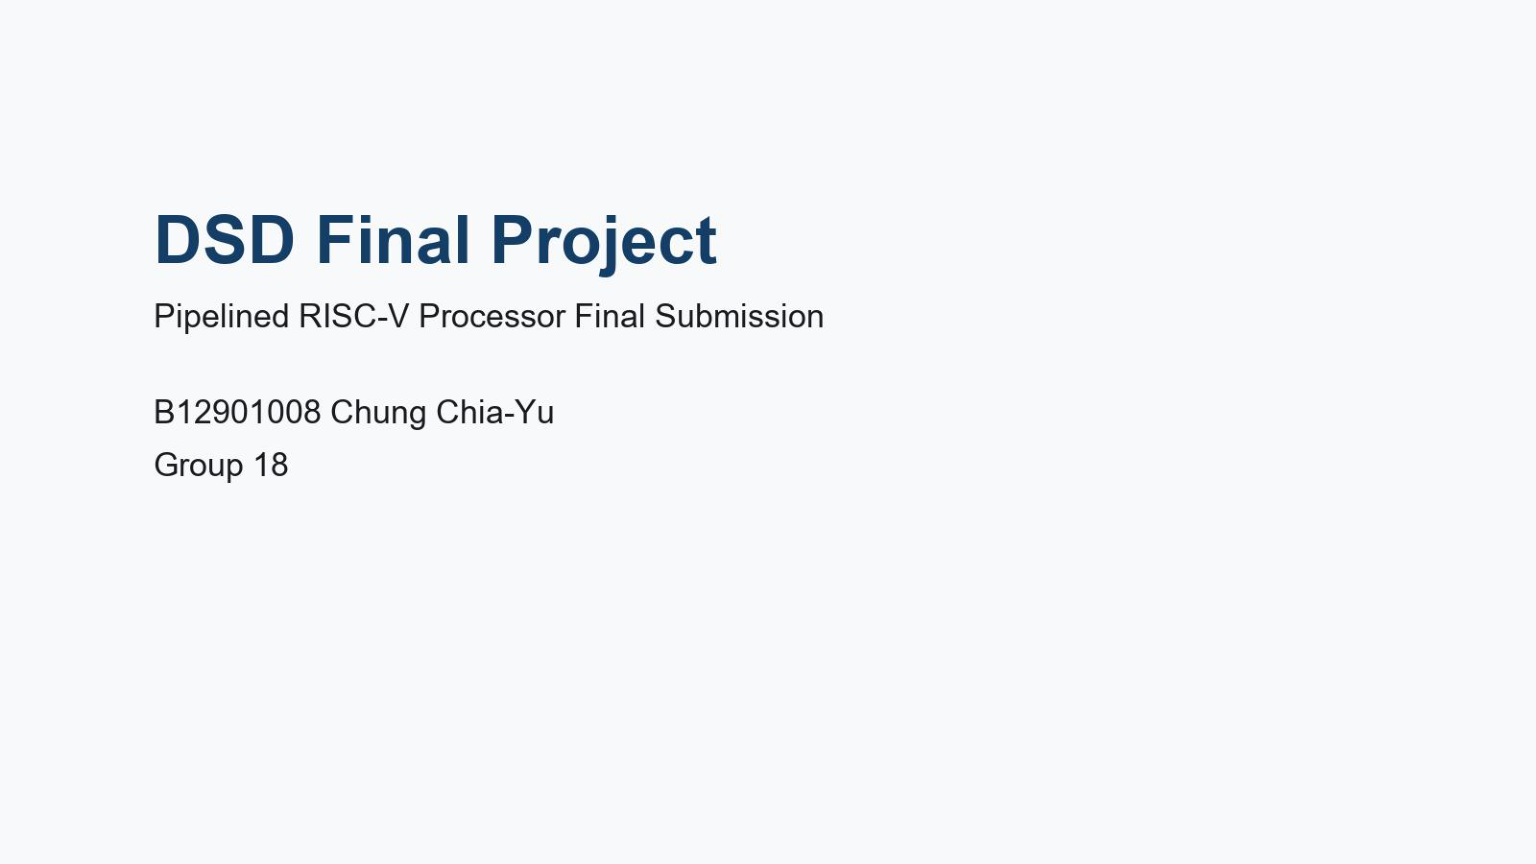 DSD Final Project
Pipelined RISC-V Processor Final Submission
B12901008 Chung Chia-Yu
Group 18